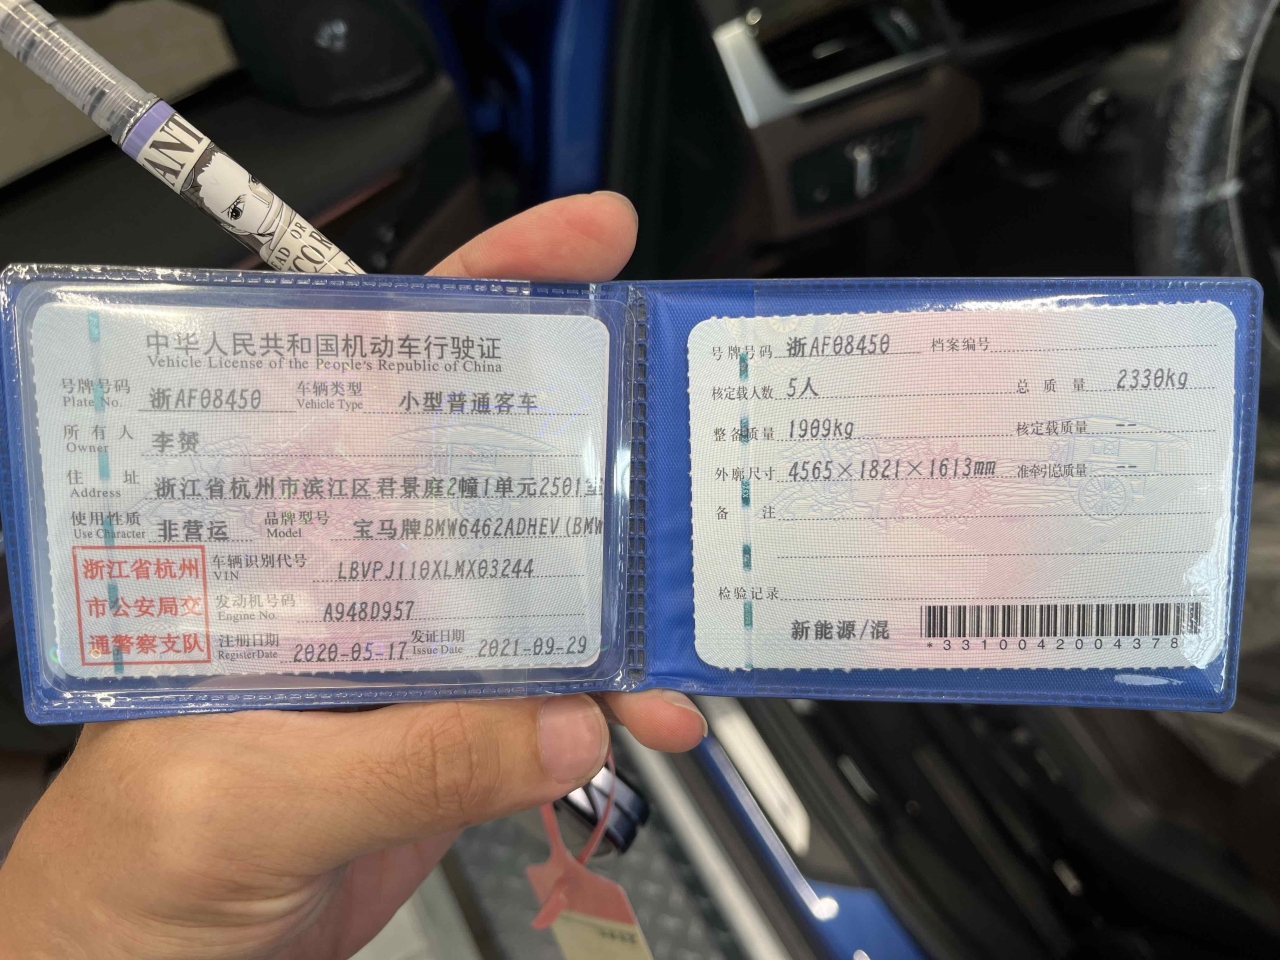 ANT
EAD OR
中华人民共和国机动车行驶证
Vehicle License of the People's Republic of China
号牌号码 浙AF08450 车辆类型 小型普通客车
Plate No. Vehicle Type
所有人 李赟
Owner
住址 浙江省杭州市滨江区君景庭2幢1单元2501室
Address
使用性质 非营运 品牌型号 宝马牌BMW6462ADHEV(BMW
Use Character Model
浙江省杭州
市公安局交
通警察支队
车辆识别代号 LBVPJ110XLMX03244
VIN
发动机号码 A948D957
Engine No.
注册日期 2020-05-17 发证日期 2021-09-29
Register Date Issue Date
号牌号码 浙AF08450 档案编号
核定载人数 5人 总质量 2330kg
整备质量 1909kg 核定载质量 --
外廓尺寸 4565×1821×1613mm 准牵引总质量 --
备注
检验记录
新能源/混
*3310042004378